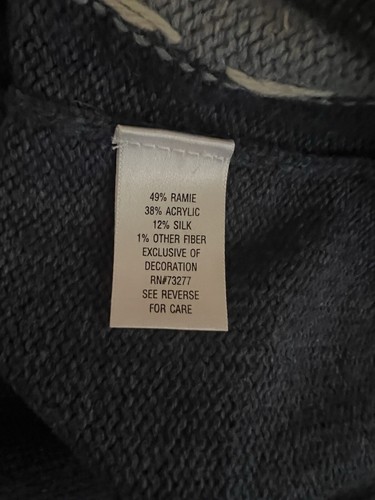 49% RAMIE
38% ACRYLIC
12% SILK
1% OTHER FIBER
EXCLUSIVE OF
DECORATION
RN#73277
SEE REVERSE
FOR CARE